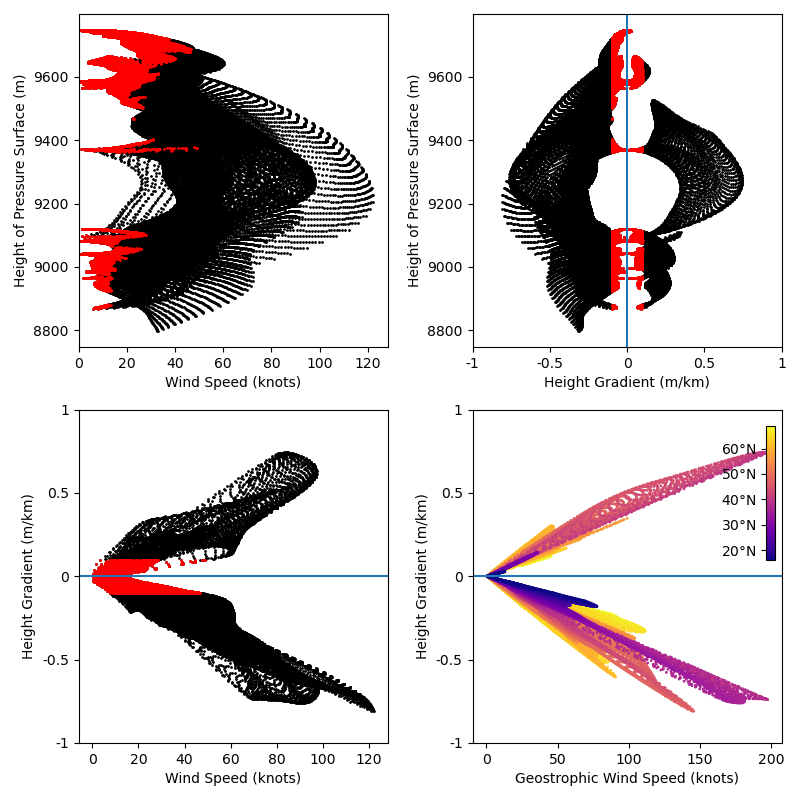 9600
9400
9200
9000
8800
Height of Pressure Surface (m)
0 20 40 60 80 100 120
Wind Speed (knots)
9600
9400
9200
9000
8800
Height of Pressure Surface (m)
-1 -0.5 0 0.5 1
Height Gradient (m/km)
1
0.5
0
-0.5
-1
Height Gradient (m/km)
0 20 40 60 80 100 120
Wind Speed (knots)
1
0.5
0
-0.5
-1
Height Gradient (m/km)
60°N
50°N
40°N
30°N
20°N
0 50 100 150 200
Geostrophic Wind Speed (knots)